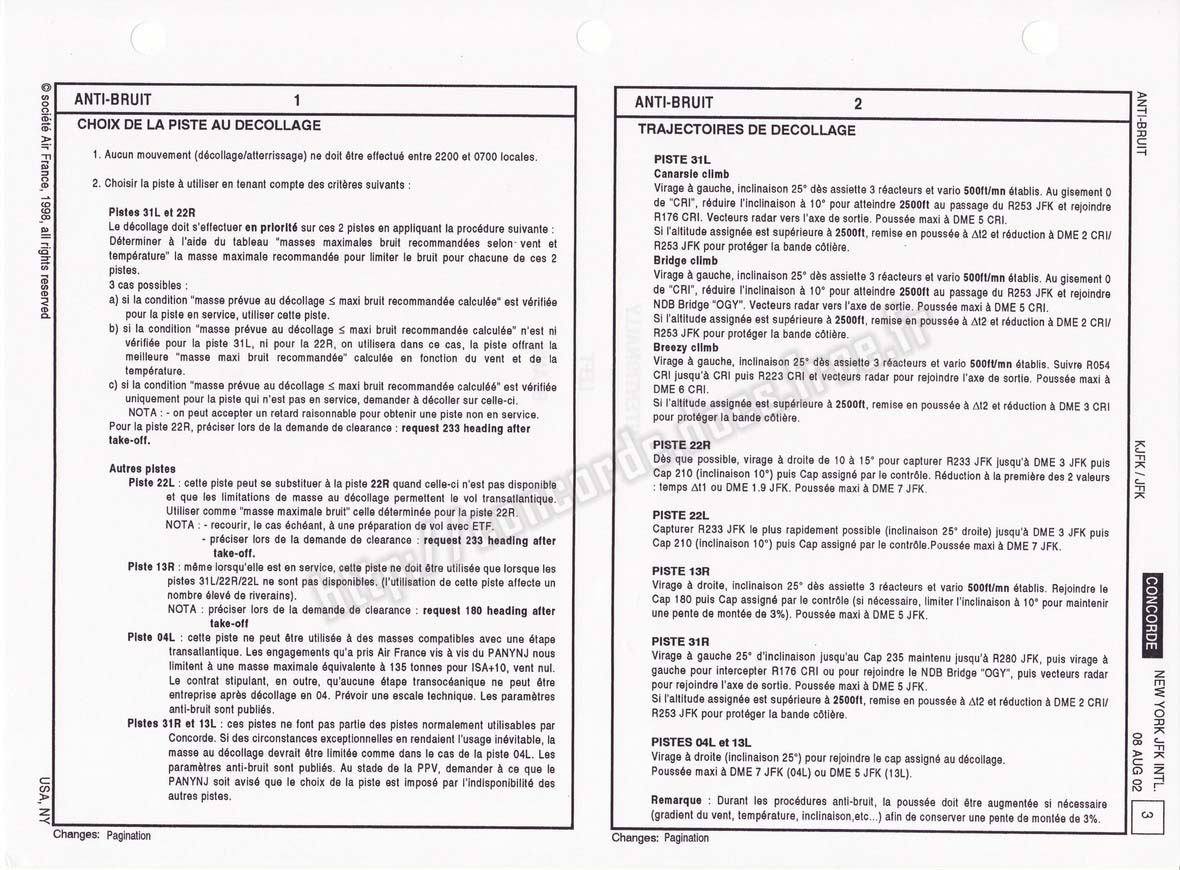 © société Air France, 1998, all rights reserved
USA, NY
ANTI-BRUIT 1
CHOIX DE LA PISTE AU DECOLLAGE
1. Aucun mouvement (décollage/atterrissage) ne doit être effectué entre 2200 et 0700 locales.
2. Choisir la piste à utiliser en tenant compte des critères suivants :
Pistes 31L et 22R
Le décollage doit s'effectuer en priorité sur ces 2 pistes en appliquant la procédure suivante :
Déterminer à l'aide du tableau "masses maximales bruit recommandées selon vent et
température" la masse maximale recommandée pour limiter le bruit pour chacune de ces 2
pistes.
3 cas possibles :
a) si la condition "masse prévue au décollage ≤ maxi bruit recommandée calculée" est vérifiée
pour la piste en service, utiliser cette piste.
b) si la condition "masse prévue au décollage ≤ maxi bruit recommandée calculée" n'est ni
vérifiée pour la piste 31L, ni pour la 22R, on utilisera dans ce cas, la piste offrant la
meilleure "masse maxi bruit recommandée" calculée en fonction du vent et de la
température.
c) si la condition "masse prévue au décollage ≤ maxi bruit recommandée calculéé" est vérifiée
uniquement pour la piste qui n'est pas en service, demander à décoller sur celle-ci.
NOTA : - on peut accepter un retard raisonnable pour obtenir une piste non en service.
Pour la piste 22R, préciser lors de la demande de clearance : request 233 heading after
take-off.
Autres pistes
Piste 22L : cette piste peut se substituer à la piste 22R quand celle-ci n'est pas disponible
et que les limitations de masse au décollage permettent le vol transatlantique.
Utiliser comme "masse maximale bruit" celle déterminée pour la piste 22R.
NOTA : - recourir, le cas échéant, à une préparation de vol avec ETF.
- préciser lors de la demande de clearance : request 233 heading after
take-off.
Piste 13R : même lorsqu'elle est en service, cette piste ne doit être utilisée que lorsque les
pistes 31L/22R/22L ne sont pas disponibles. (l'utilisation de cette piste affecte un
nombre élevé de riverains).
NOTA : préciser lors de la demande de clearance : request 180 heading after
take-off
Piste 04L : cette piste ne peut être utilisée à des masses compatibles avec une étape
transatlantique. Les engagements qu'a pris Air France vis à vis du PANYNJ nous
limitent à une masse maximale équivalente à 135 tonnes pour ISA+10, vent nul.
Le contrat stipulant, en outre, qu'aucune étape transocéanique ne peut être
entreprise après décollage en 04. Prévoir une escale technique. Les paramètres
anti-bruit sont publiés.
Pistes 31R et 13L : ces pistes ne font pas partie des pistes normalement utilisables par
Concorde. Si des circonstances exceptionnelles en rendaient l'usage inévitable, la
masse au décollage devrait être limitée comme dans le cas de la piste 04L. Les
paramètres anti-bruit sont publiés. Au stade de la PPV, demander à ce que le
PANYNJ soit avisé que le choix de la piste est imposé par l'indisponibilité des
autres pistes.
Changes: Pagination
ANTI-BRUIT 2
TRAJECTOIRES DE DECOLLAGE
PISTE 31L
Canarsie climb
Virage à gauche, inclinaison 25° dès assiette 3 réacteurs et vario 500ft/mn établis. Au gisement 0
de "CRI", réduire l'inclinaison à 10° pour atteindre 2500ft au passage du R253 JFK et rejoindre
R176 CRI. Vecteurs radar vers l'axe de sortie. Poussée maxi à DME 5 CRI.
Si l'altitude assignée est supérieure à 2500ft, remise en poussée à Δt2 et réduction à DME 2 CRI/
R253 JFK pour protéger la bande côtière.
Bridge climb
Virage à gauche, inclinaison 25° dès assiette 3 réacteurs et vario 500ft/mn établis. Au gisement 0
de "CRI", réduire l'inclinaison à 10° pour atteindre 2500ft au passage du R253 JFK et rejoindre
NDB Bridge "OGY". Vecteurs radar vers l'axe de sortie. Poussée maxi à DME 5 CRI.
Si l'altitude assignée est supérieure à 2500ft, remise en poussée à Δt2 et réduction à DME 2 CRI/
R253 JFK pour protéger la bande côtière.
Breezy climb
Virage à gauche, inclinaison 25° dès assiette 3 réacteurs et vario 500ft/mn établis. Suivre R054
CRI jusqu'à CRI puis R223 CRI et vecteurs radar pour rejoindre l'axe de sortie. Poussée maxi à
DME 6 CRI.
Si l'altitude assignée est supérieure à 2500ft, remise en poussée à Δt2 et réduction à DME 3 CRI
pour protéger la bande côtière.
PISTE 22R
Dès que possible, virage à droite de 10 à 15° pour capturer R233 JFK jusqu'à DME 3 JFK puis
Cap 210 (inclinaison 10°) puis Cap assigné par le contrôle. Réduction à la première des 2 valeurs
: temps Δt1 ou DME 1.9 JFK. Poussée maxi à DME 7 JFK.
PISTE 22L
Capturer R233 JFK le plus rapidement possible (inclinaison 25° droite) jusqu'à DME 3 JFK puis
Cap 210 (inclinaison 10°) puis Cap assigné par le contrôle.Poussée maxi à DME 7 JFK.
PISTE 13R
Virage à droite, inclinaison 25° dès assiette 3 réacteurs et vario 500ft/mn établis. Rejoindre le
Cap 180 puis Cap assigné par le contrôle (si nécessaire, limiter l'inclinaison à 10° pour maintenir
une pente de montée de 3%). Poussée maxi à DME 5 JFK.
PISTE 31R
Virage à gauche 25° d'inclinaison jusqu'au Cap 235 maintenu jusqu'à R280 JFK, puis virage à
gauche pour intercepter R176 CRI ou pour rejoindre le NDB Bridge "OGY", puis vecteurs radar
pour rejoindre l'axe de sortie. Poussée maxi à DME 5 JFK.
Si l'altitude assignée est supérieure à 2500ft, remise en poussée à Δt2 et réduction à DME 2 CRI/
R253 JFK pour protéger la bande côtière.
PISTES 04L et 13L
Virage à droite (inclinaison 25°) pour rejoindre le cap assigné au décollage.
Poussée maxi à DME 7 JFK (04L) ou DME 5 JFK (13L).
Remarque : Durant les procédures anti-bruit, la poussée doit être augmentée si nécessaire
(gradient du vent, température, inclinaison,etc...) afin de conserver une pente de montée de 3%.
Changes: Pagination
ANTI-BRUIT
KJFK / JFK
CONCORDE
NEW YORK JFK INTL.
08 AUG 02
3